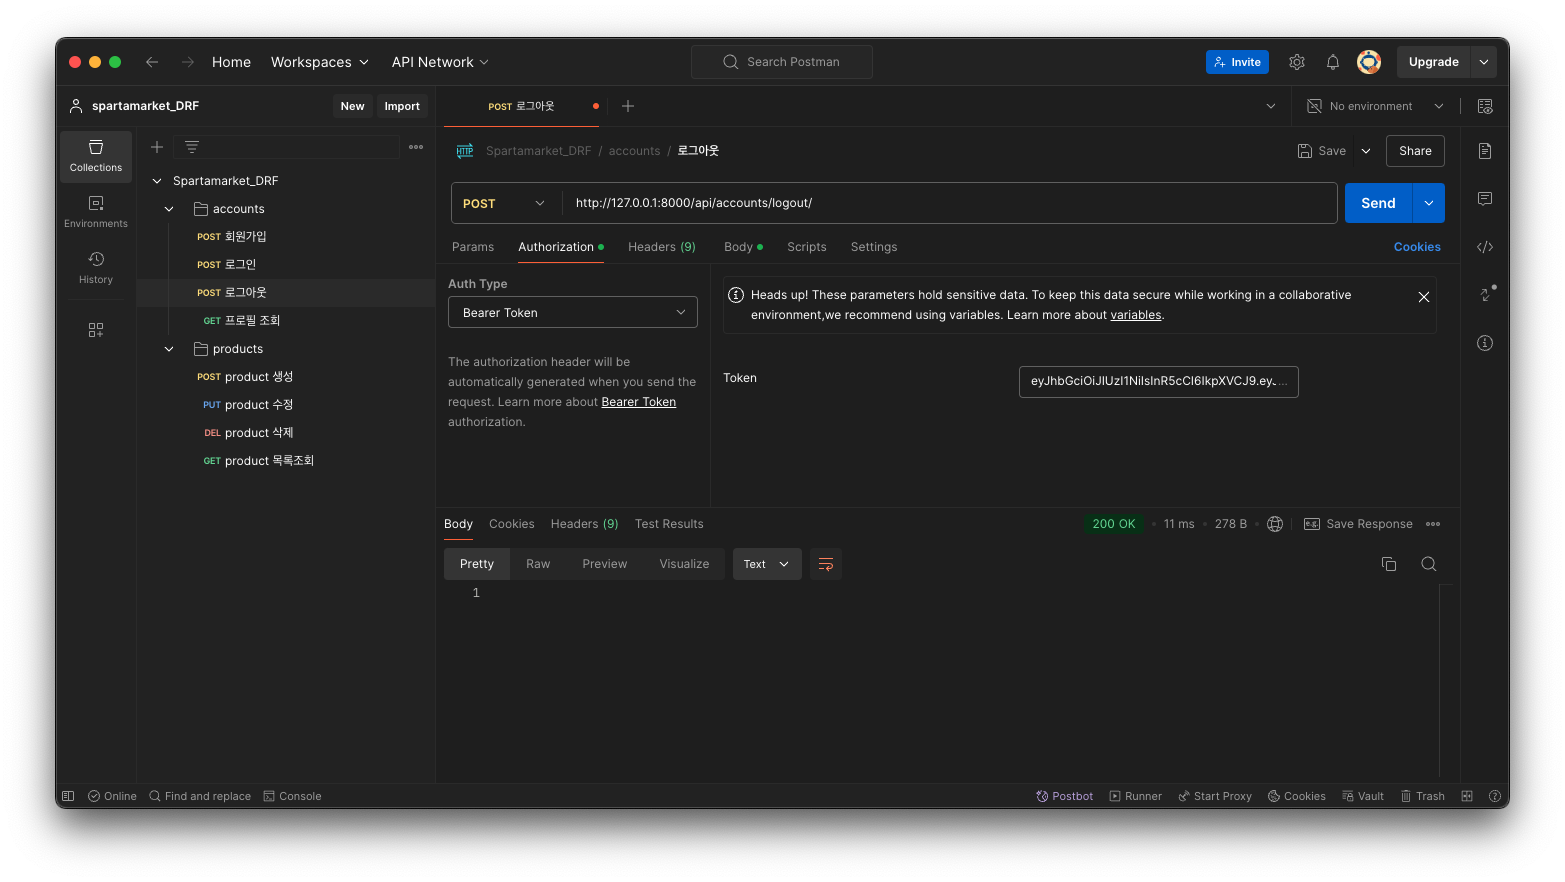 Home
Workspaces
API Network
Search Postman
Invite
Upgrade
spartamarket_DRF
New
Import
POST 로그아웃
No environment
Collections
Environments
History
Spartamarket_DRF
accounts
POST 회원가입
POST 로그인
POST 로그아웃
GET 프로필 조회
products
POST product 생성
PUT product 수정
DEL product 삭제
GET product 목록조회
HTTP
Spartamarket_DRF / accounts / 로그아웃
Save
Share
POST
http://127.0.0.1:8000/api/accounts/logout/
Send
Params
Authorization
Headers (9)
Body
Scripts
Settings
Cookies
Auth Type
Bearer Token
The authorization header will be
automatically generated when you send the
request. Learn more about Bearer Token
authorization.
Heads up! These parameters hold sensitive data. To keep this data secure while working in a collaborative
environment,we recommend using variables. Learn more about variables.
Token
eyJhbGciOiJIUzI1NiIsInR5cCI6IkpXVCJ9.eyJ...
Body
Cookies
Headers (9)
Test Results
200 OK
11 ms
278 B
e.g.
Save Response
Pretty
Raw
Preview
Visualize
Text
1
Online
Find and replace
Console
Postbot
Runner
Start Proxy
Cookies
Vault
Trash